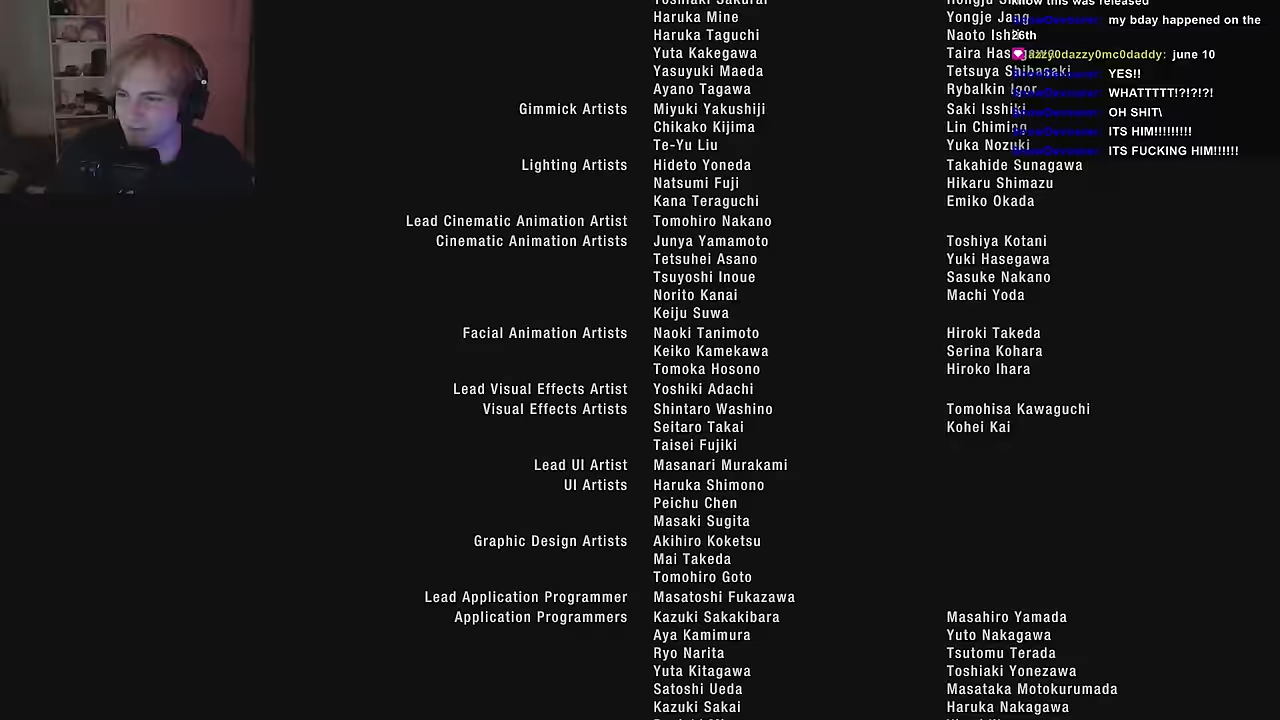 know this was released
my bday happened on the
26th
june 10
YES!!
WHATTTTT!?!?!?!
OH SHIT\
ITS HIM!!!!!!!!!
ITS FUCKING HIM!!!!!!
Haruka Mine Yongje Jang
Haruka Taguchi Naoto
Yuta Kakegawa Taira
Yasuyuki Maeda Tetsuya Shibasaki
Ayano Tagawa Rybalkin Igor
Gimmick Artists Miyuki Yakushiji Saki Isshiki
Chikako Kijima Lin Chiming
Te-Yu Liu Yuka Nozuki
Lighting Artists Hideto Yoneda Takahide Sunagawa
Natsumi Fuji Hikaru Shimazu
Kana Teraguchi Emiko Okada
Lead Cinematic Animation Artist Tomohiro Nakano
Cinematic Animation Artists Junya Yamamoto Toshiya Kotani
Tetsuhei Asano Yuki Hasegawa
Tsuyoshi Inoue Sasuke Nakano
Norito Kanai Machi Yoda
Keiju Suwa
Facial Animation Artists Naoki Tanimoto Hiroki Takeda
Keiko Kamekawa Serina Kohara
Tomoka Hosono Hiroko Ihara
Lead Visual Effects Artist Yoshiki Adachi
Visual Effects Artists Shintaro Washino Tomohisa Kawaguchi
Seitaro Takai Kohei Kai
Taisei Fujiki
Lead UI Artist Masanari Murakami
UI Artists Haruka Shimono
Peichu Chen
Masaki Sugita
Graphic Design Artists Akihiro Koketsu
Mai Takeda
Tomohiro Goto
Lead Application Programmer Masatoshi Fukazawa
Application Programmers Kazuki Sakakibara Masahiro Yamada
Aya Kamimura Yuto Nakagawa
Ryo Narita Tsutomu Terada
Yuta Kitagawa Toshiaki Yonezawa
Satoshi Ueda Masataka Motokurumada
Kazuki Sakai Haruka Nakagawa